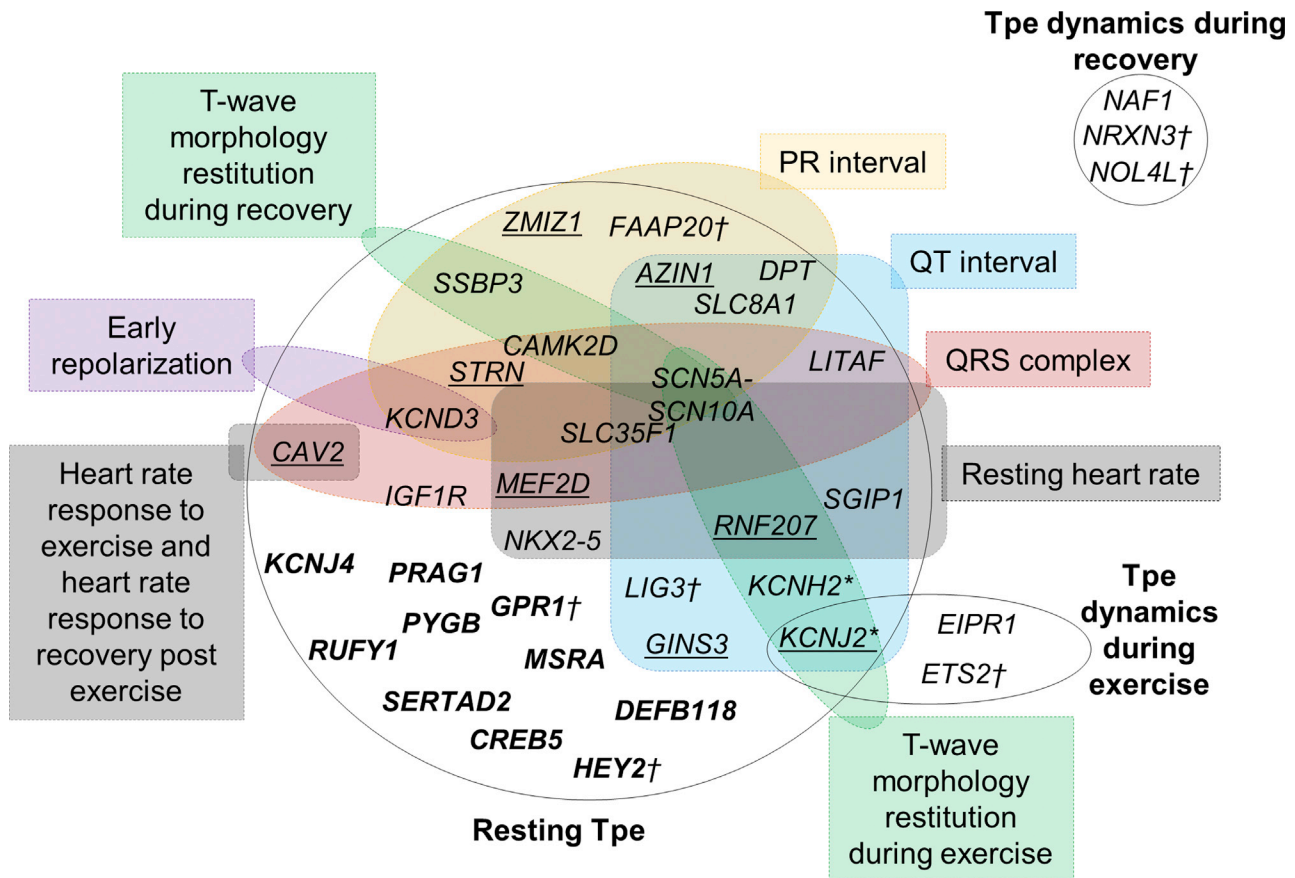 Tpe dynamics during
recovery
NAF1
NRXN3†
NOL4L†
T-wave
morphology
restitution
during recovery
PR interval
ZMIZ1
FAAP20†
QT interval
AZIN1
DPT
SLC8A1
SSBP3
Early
repolarization
CAMK2D
STRN
SCN5A-
SCN10A
LITAF
QRS complex
KCND3
SLC35F1
CAV2
Heart rate
response to
exercise and
heart rate
response to
recovery post
exercise
IGF1R
MEF2D
NKX2-5
RNF207
SGIP1
Resting heart rate
KCNJ4
PRAG1
GPR1†
PYGB
RUFY1
MSRA
LIG3†
KCNH2*
GINS3
KCNJ2*
EIPR1
ETS2†
Tpe
dynamics
during
exercise
SERTAD2
DEFB118
CREB5
HEY2†
Resting Tpe
T-wave
morphology
restitution
during exercise